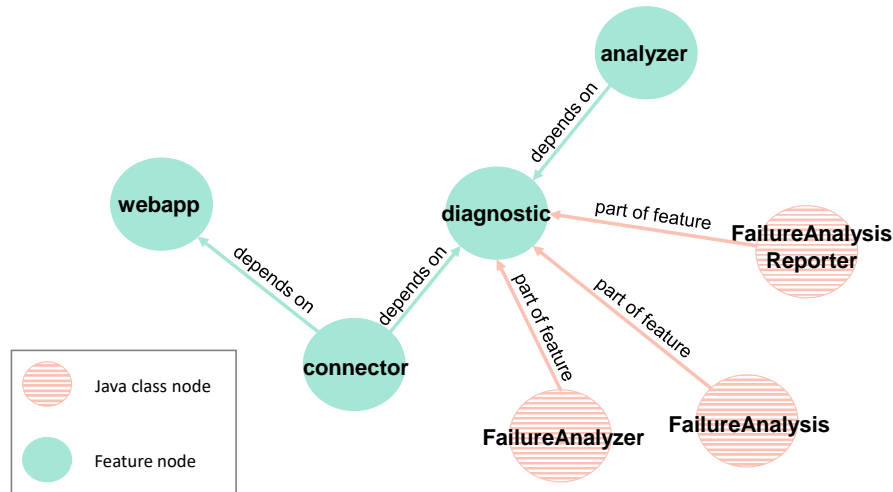 analyzer
depends on
webapp
diagnostic
part of feature
FailureAnalysis
Reporter
depends on
depends on
part of feature
part of feature
connector
FailureAnalyzer
FailureAnalysis
Java class node
Feature node